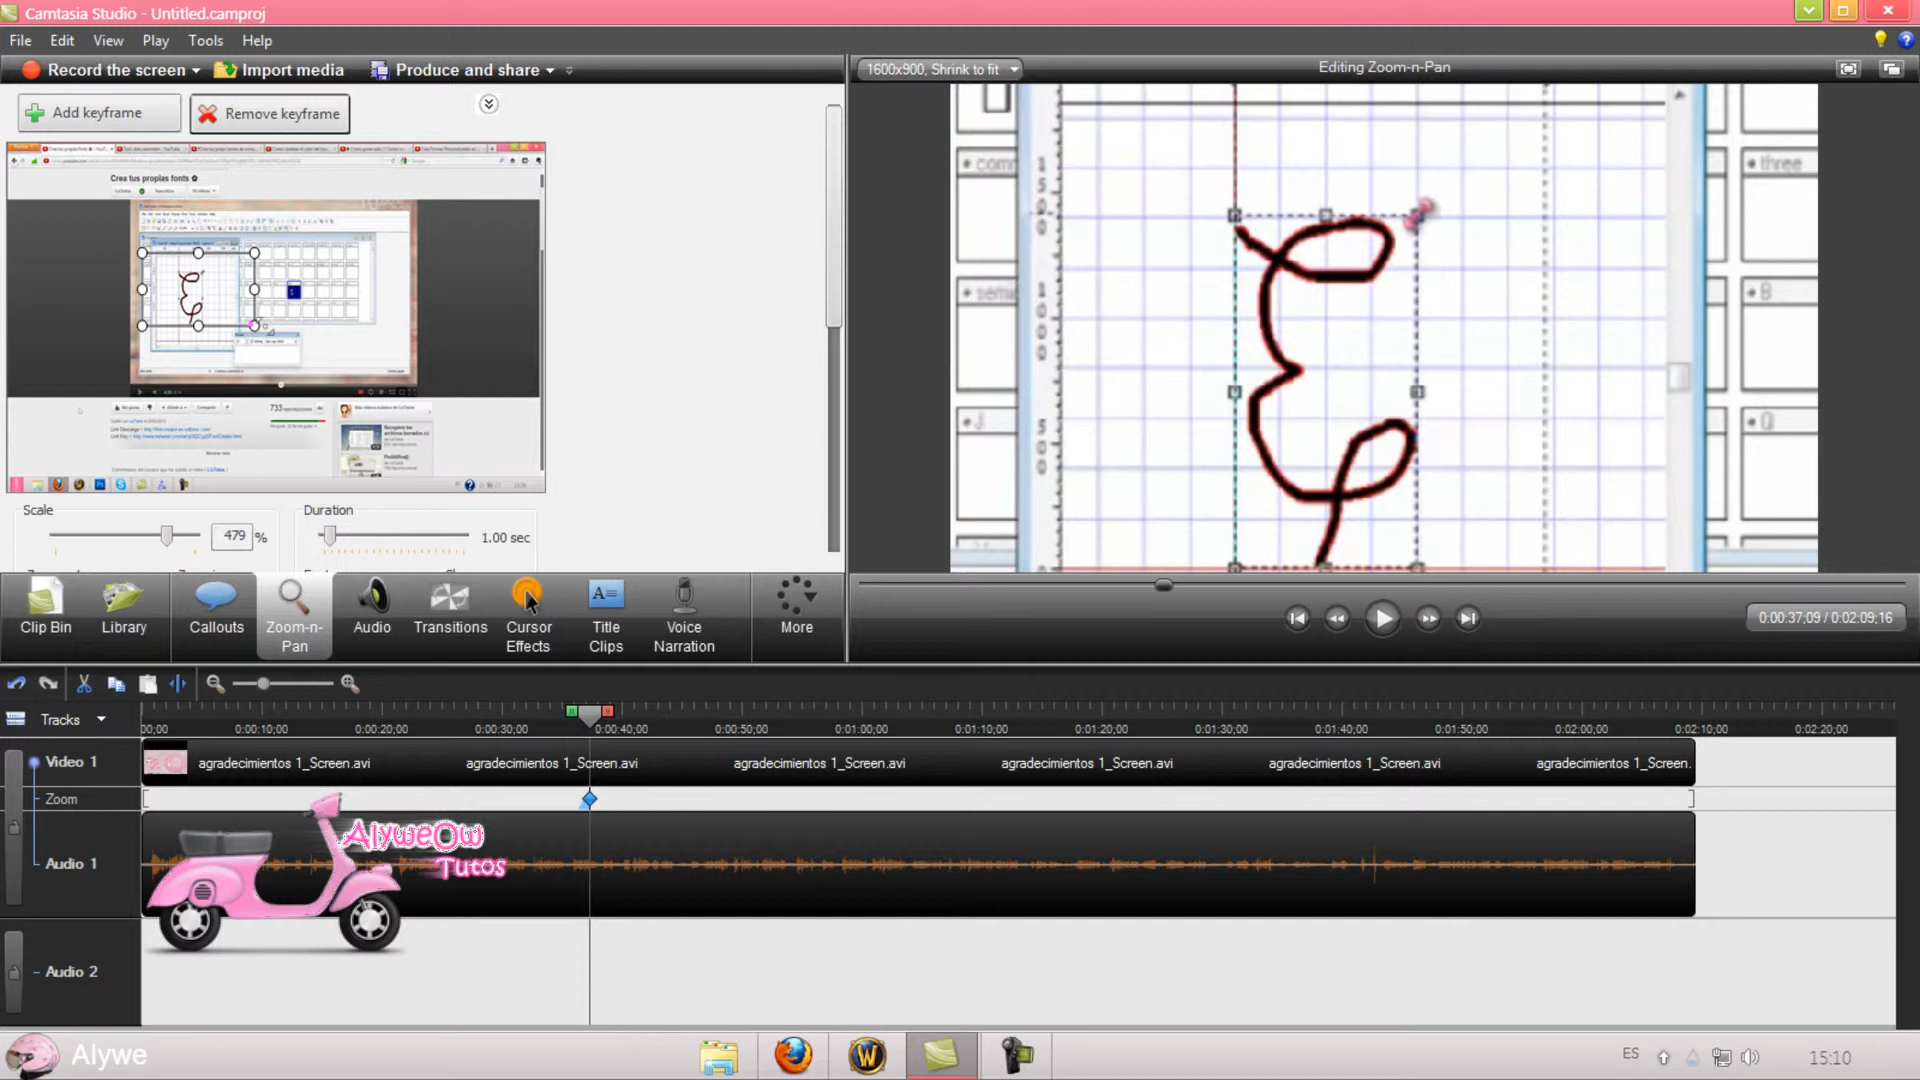 Camtasia Studio - Untitled.camproj
File Edit View Play Tools Help
Record the screen Import media Produce and share
1600x900, Shrink to fit
Editing Zoom-n-Pan
Add keyframe
Remove keyframe
Crea tus propias fonts
733
Scale
479 %
Duration
1.00 sec
three
B
J
Q
Clip Bin
Library
Callouts
Zoom-n-Pan
Audio
Transitions
Cursor Effects
Title Clips
Voice Narration
More
0:00:37;09 / 0:02:09;16
Tracks
00;00 0:00:10;00 0:00:20;00 0:00:30;00 0:00:40;00 0:00:50;00 0:01:00;00 0:01:10;00 0:01:20;00 0:01:30;00 0:01:40;00 0:01:50;00 0:02:00;00 0:02:10;00 0:02:20;00
Video 1
agradecimientos 1_Screen.avi agradecimientos 1_Screen.avi agradecimientos 1_Screen.avi agradecimientos 1_Screen.avi agradecimientos 1_Screen.avi agradecimientos 1_Screen.
Zoom
AlyweOw
Tutos
Audio 1
Audio 2
Alywe
ES
15:10